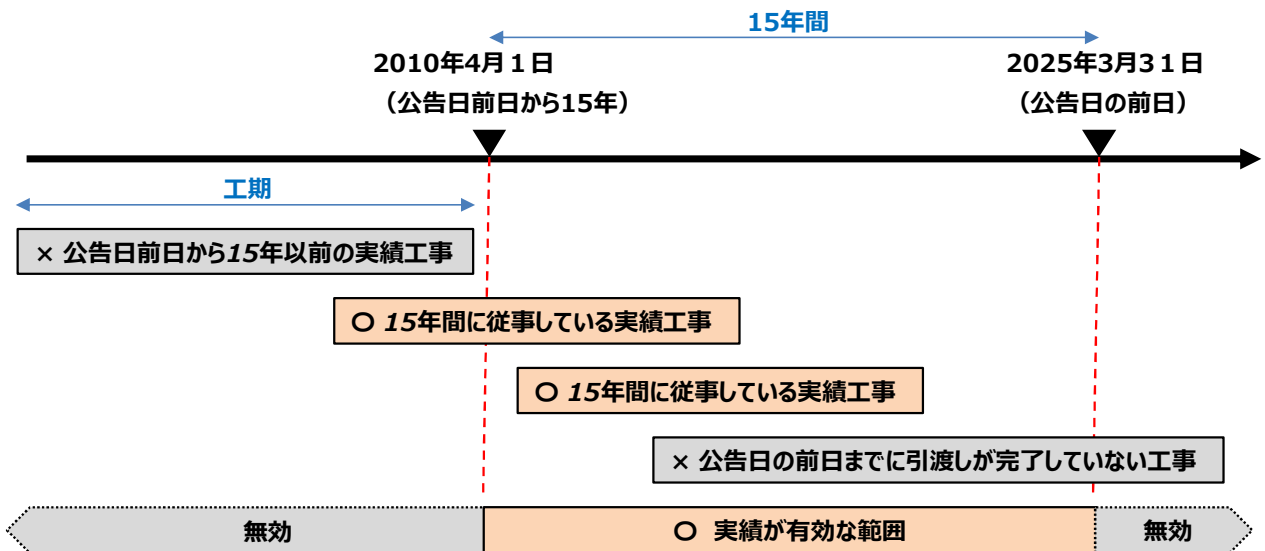 15年間
2010年4月１日
（公告日前日から15年）
2025年3月3１日
（公告日の前日）
工期
× 公告日前日から15年以前の実績工事
〇 15年間に従事している実績工事
〇 15年間に従事している実績工事
× 公告日の前日までに引渡しが完了していない工事
無効
〇 実績が有効な範囲
無効